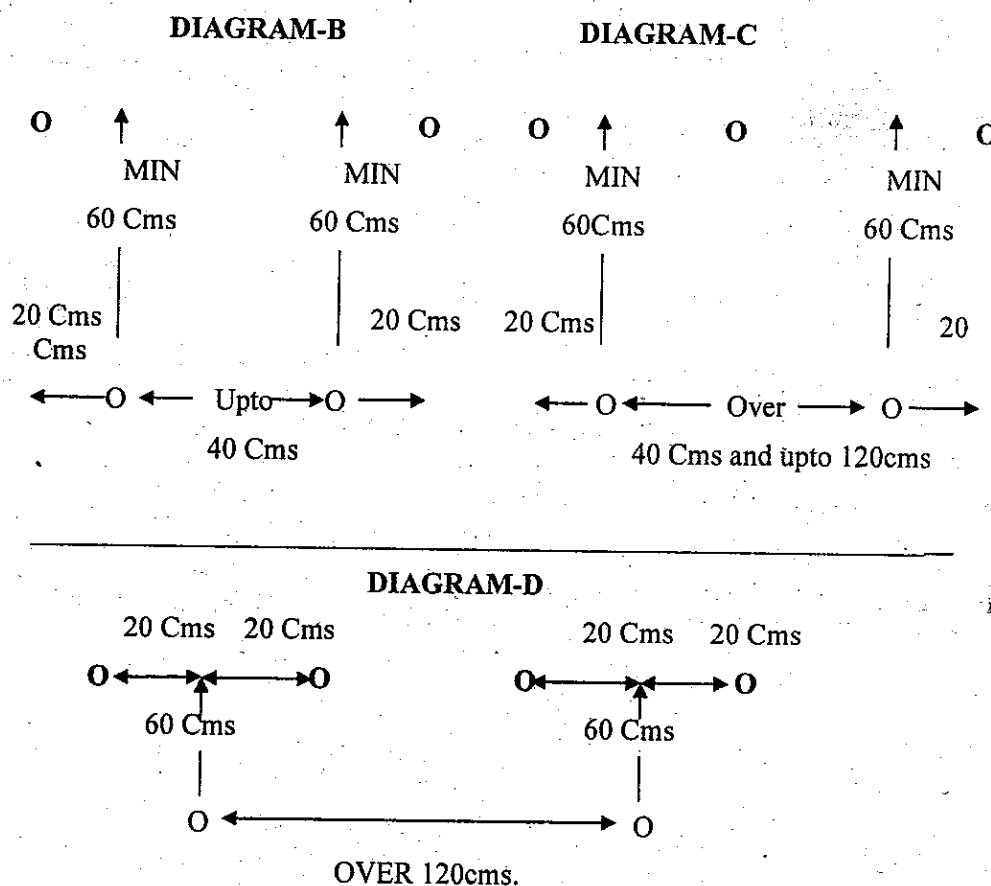 DIAGRAM-B DIAGRAM-C
O O O O O
MIN MIN MIN MIN
60 Cms 60 Cms 60Cms 60 Cms
20 Cms 20 Cms 20 Cms 20
Cms
O Upto O O Over O
40 Cms 40 Cms and upto 120cms
DIAGRAM-D
20 Cms 20 Cms 20 Cms 20 Cms
O O O O
60 Cms 60 Cms
O O
OVER 120cms.